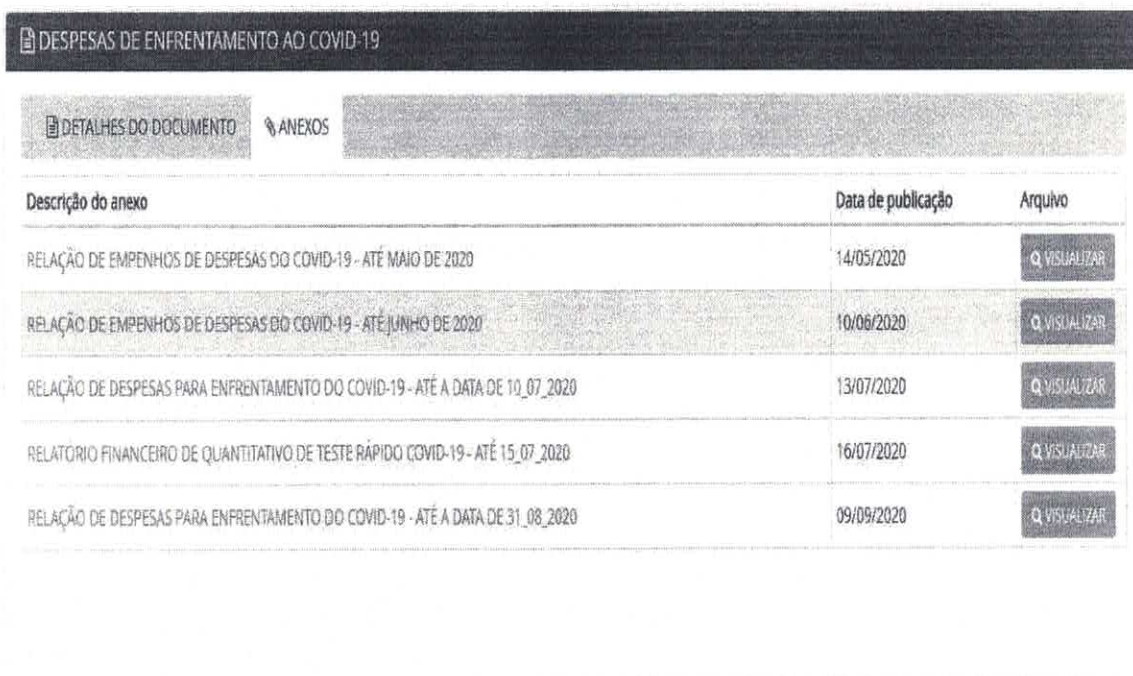 DESPESAS DE ENFRENTAMENTO AO COVID-19
DETALHES DO DOCUMENTO ANEXOS
Descrição do anexo Data de publicação Arquivo
RELAÇÃO DE EMPENHOS DE DESPESAS DO COVID-19 - ATÉ MAIO DE 2020 14/05/2020 VISUALIZAR
RELAÇÃO DE EMPENHOS DE DESPESAS DO COVID-19 - ATÉ JUNHO DE 2020 10/06/2020 VISUALIZAR
RELAÇÃO DE DESPESAS PARA ENFRENTAMENTO DO COVID-19 - ATÉ A DATA DE 10_07_2020 13/07/2020 VISUALIZAR
RELATÓRIO FINANCEIRO DE QUANTITATIVO DE TESTE RÁPIDO COVID-19 - ATÉ 15_07_2020 16/07/2020 VISUALIZAR
RELAÇÃO DE DESPESAS PARA ENFRENTAMENTO DO COVID-19 - ATÉ A DATA DE 31_08_2020 09/09/2020 VISUALIZAR